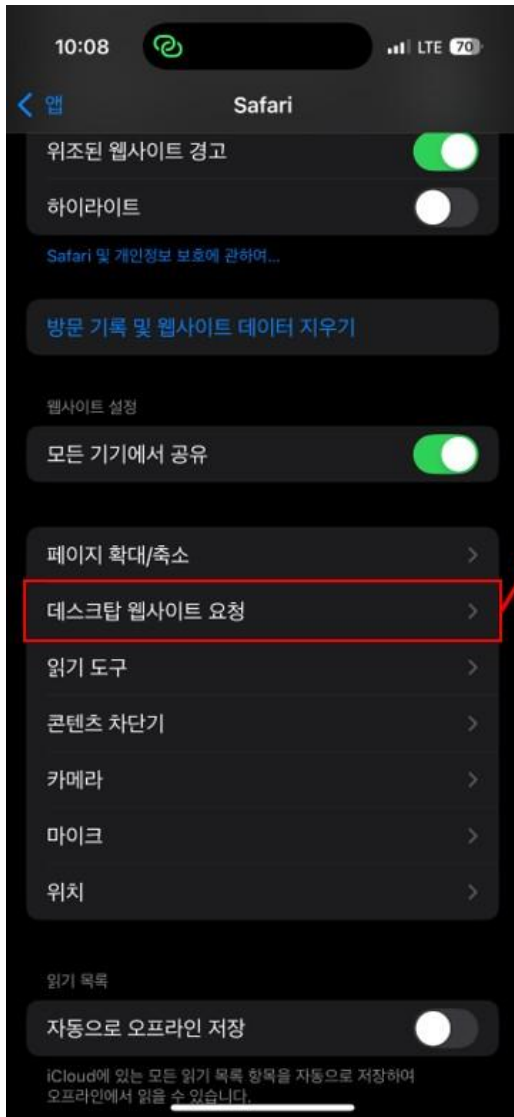 10:08
LTE 70
앱
Safari
위조된 웹사이트 경고
하이라이트
Safari 및 개인정보 보호에 관하여...
방문 기록 및 웹사이트 데이터 지우기
웹사이트 설정
모든 기기에서 공유
페이지 확대/축소
데스크탑 웹사이트 요청
읽기 도구
콘텐츠 차단기
카메라
마이크
위치
읽기 목록
자동으로 오프라인 저장
iCloud에 있는 모든 읽기 목록 항목을 자동으로 저장하여
오프라인에서 읽을 수 있습니다.